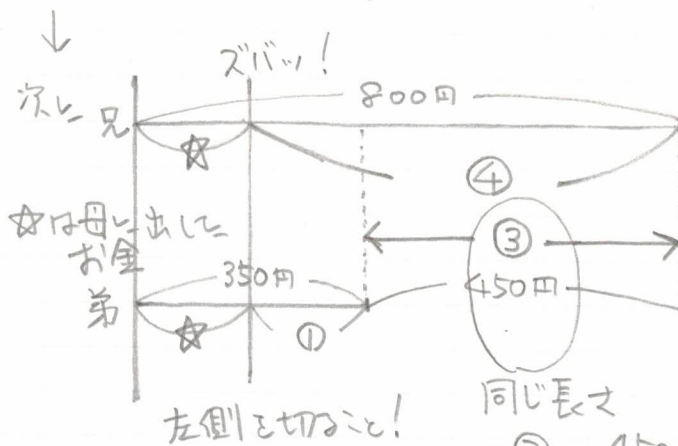 ↓
ズバッ!
次に 兄 800円
☆ ④
☆は母に出した
お金
③
350円 450円
弟
☆ ①
左側を切ること!
同じ長さ
③ 450